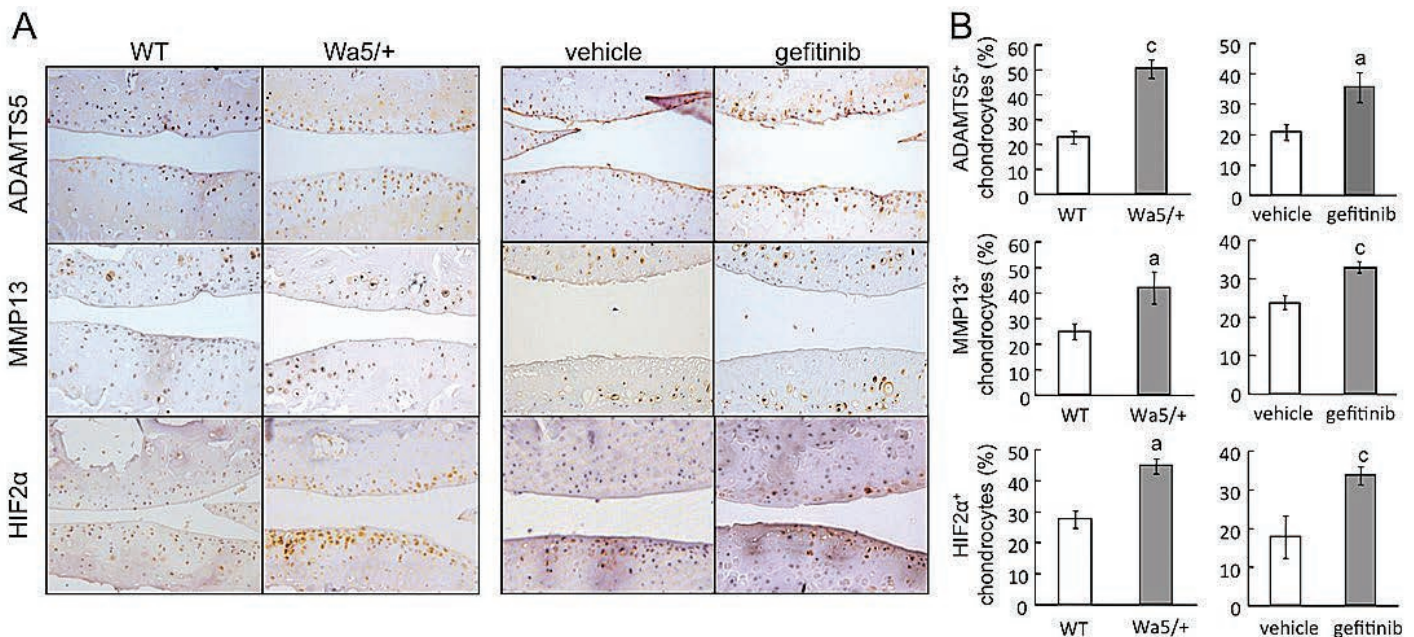 A
WT Wa5/+ vehicle gefitinib
ADAMTS5
MMP13
HIF2α
B
ADAMTS5⁺
chondrocytes (%)
60
50
40
30
20
10
0
c
WT Wa5/+
50
40
30
20
10
0
a
vehicle gefitinib
MMP13⁺
chondrocytes (%)
60
50
40
30
20
10
0
a
WT Wa5/+
40
30
20
10
0
c
vehicle gefitinib
HIF2α⁺
chondrocytes (%)
50
40
30
20
10
0
a
WT Wa5/+
40
30
20
10
0
c
vehicle gefitinib